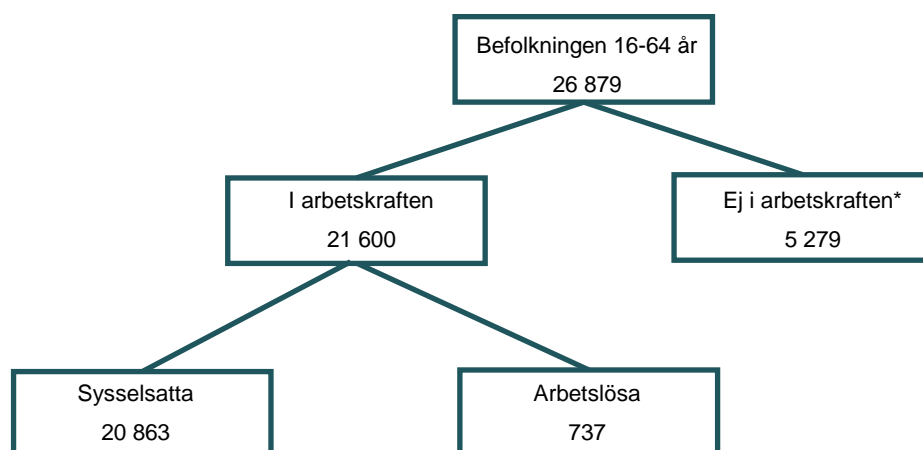 Befolkningen 16-64 år
26 879
I arbetskraften
21 600
Ej i arbetskraften*
5 279
Sysselsatta
20 863
Arbetslösa
737